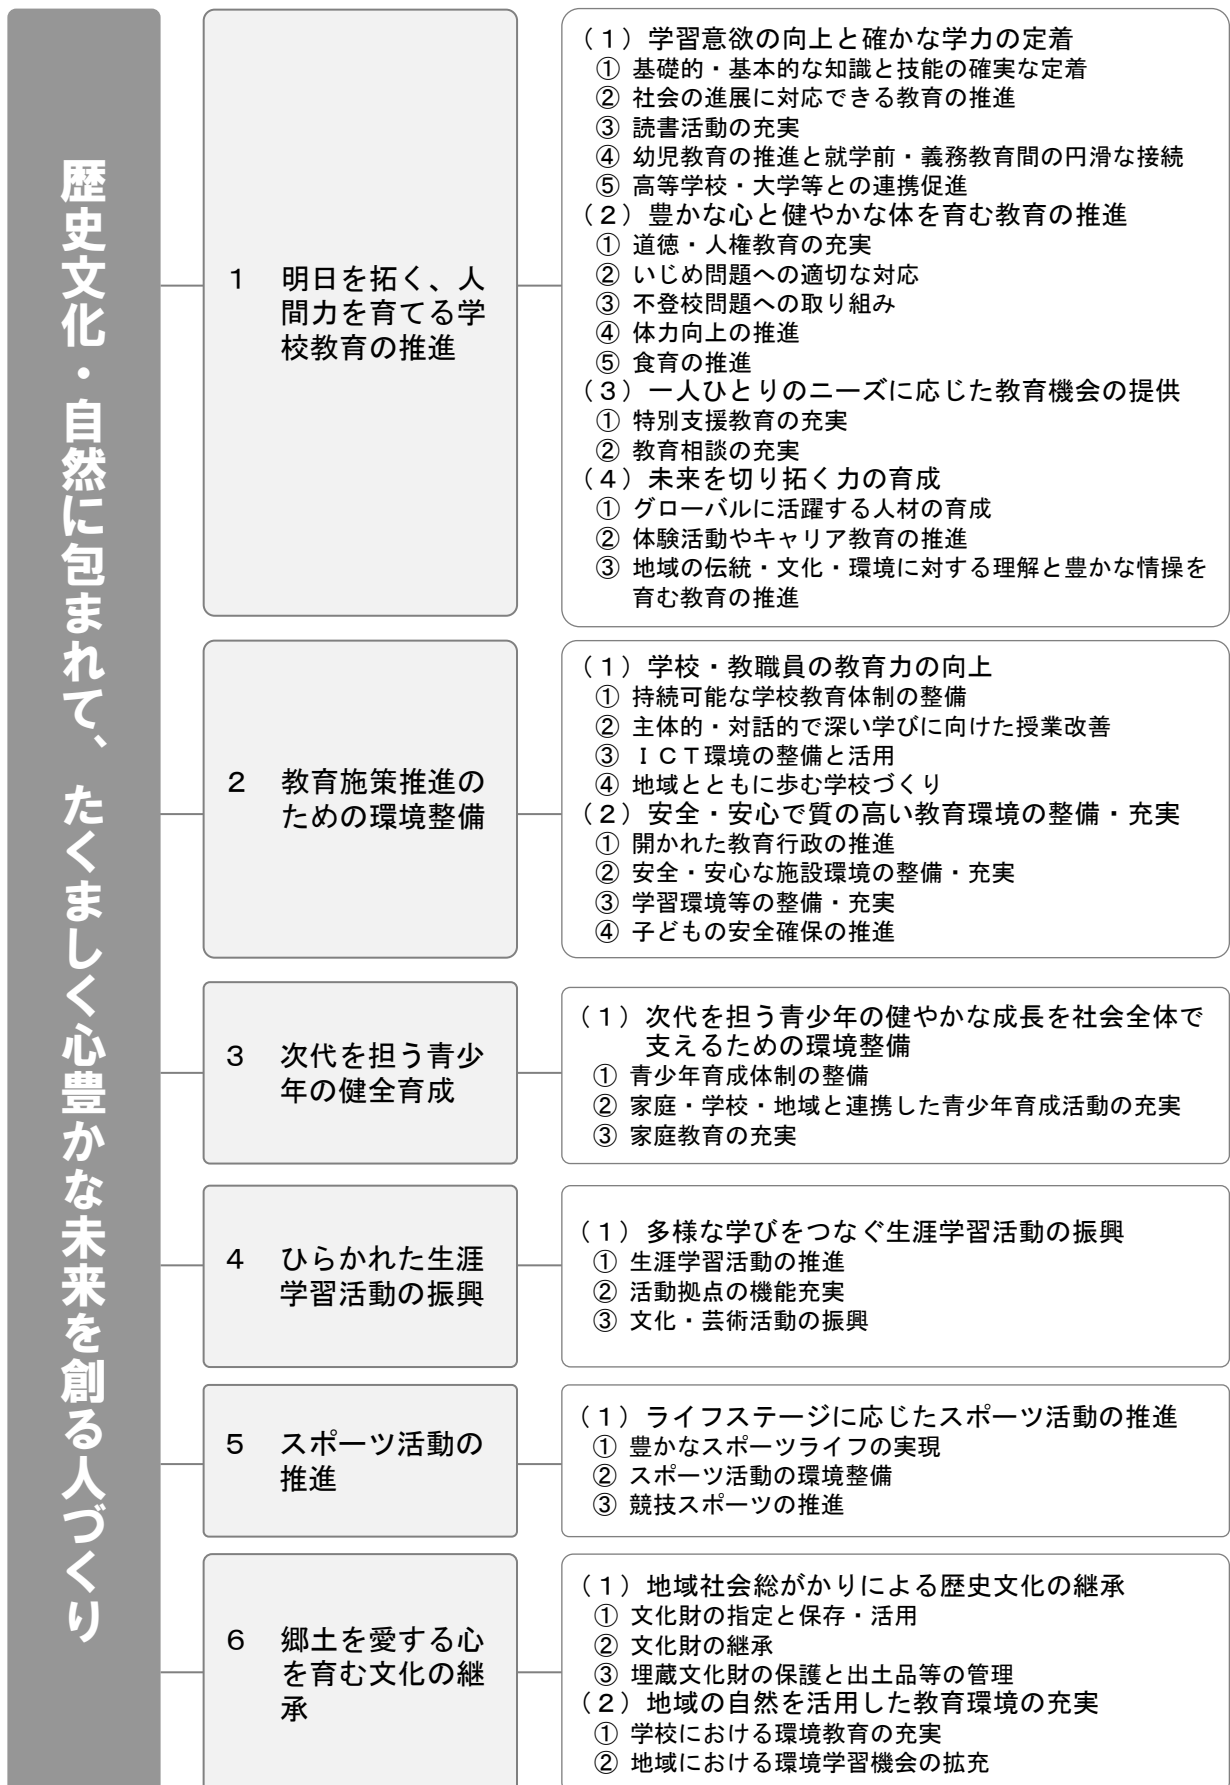 歴史文化・自然に包まれて、たくましく心豊かな未来を創る人づくり
１　明日を拓く、人
間力を育てる学
校教育の推進
（１）学習意欲の向上と確かな学力の定着
① 基礎的・基本的な知識と技能の確実な定着
② 社会の進展に対応できる教育の推進
③ 読書活動の充実
④ 幼児教育の推進と就学前・義務教育間の円滑な接続
⑤ 高等学校・大学等との連携促進
（２）豊かな心と健やかな体を育む教育の推進
① 道徳・人権教育の充実
② いじめ問題への適切な対応
③ 不登校問題への取り組み
④ 体力向上の推進
⑤ 食育の推進
（３）一人ひとりのニーズに応じた教育機会の提供
① 特別支援教育の充実
② 教育相談の充実
（４）未来を切り拓く力の育成
① グローバルに活躍する人材の育成
② 体験活動やキャリア教育の推進
③ 地域の伝統・文化・環境に対する理解と豊かな情操を
育む教育の推進
２　教育施策推進の
ための環境整備
（１）学校・教職員の教育力の向上
① 持続可能な学校教育体制の整備
② 主体的・対話的で深い学びに向けた授業改善
③ ＩＣＴ環境の整備と活用
④ 地域とともに歩む学校づくり
（２）安全・安心で質の高い教育環境の整備・充実
① 開かれた教育行政の推進
② 安全・安心な施設環境の整備・充実
③ 学習環境等の整備・充実
④ 子どもの安全確保の推進
３　次代を担う青少
年の健全育成
（１）次代を担う青少年の健やかな成長を社会全体で
支えるための環境整備
① 青少年育成体制の整備
② 家庭・学校・地域と連携した青少年育成活動の充実
③ 家庭教育の充実
４　ひらかれた生涯
学習活動の振興
（１）多様な学びをつなぐ生涯学習活動の振興
① 生涯学習活動の推進
② 活動拠点の機能充実
③ 文化・芸術活動の振興
５　スポーツ活動の
推進
（１）ライフステージに応じたスポーツ活動の推進
① 豊かなスポーツライフの実現
② スポーツ活動の環境整備
③ 競技スポーツの推進
６　郷土を愛する心
を育む文化の継
承
（１）地域社会総がかりによる歴史文化の継承
① 文化財の指定と保存・活用
② 文化財の継承
③ 埋蔵文化財の保護と出土品等の管理
（２）地域の自然を活用した教育環境の充実
① 学校における環境教育の充実
② 地域における環境学習機会の拡充